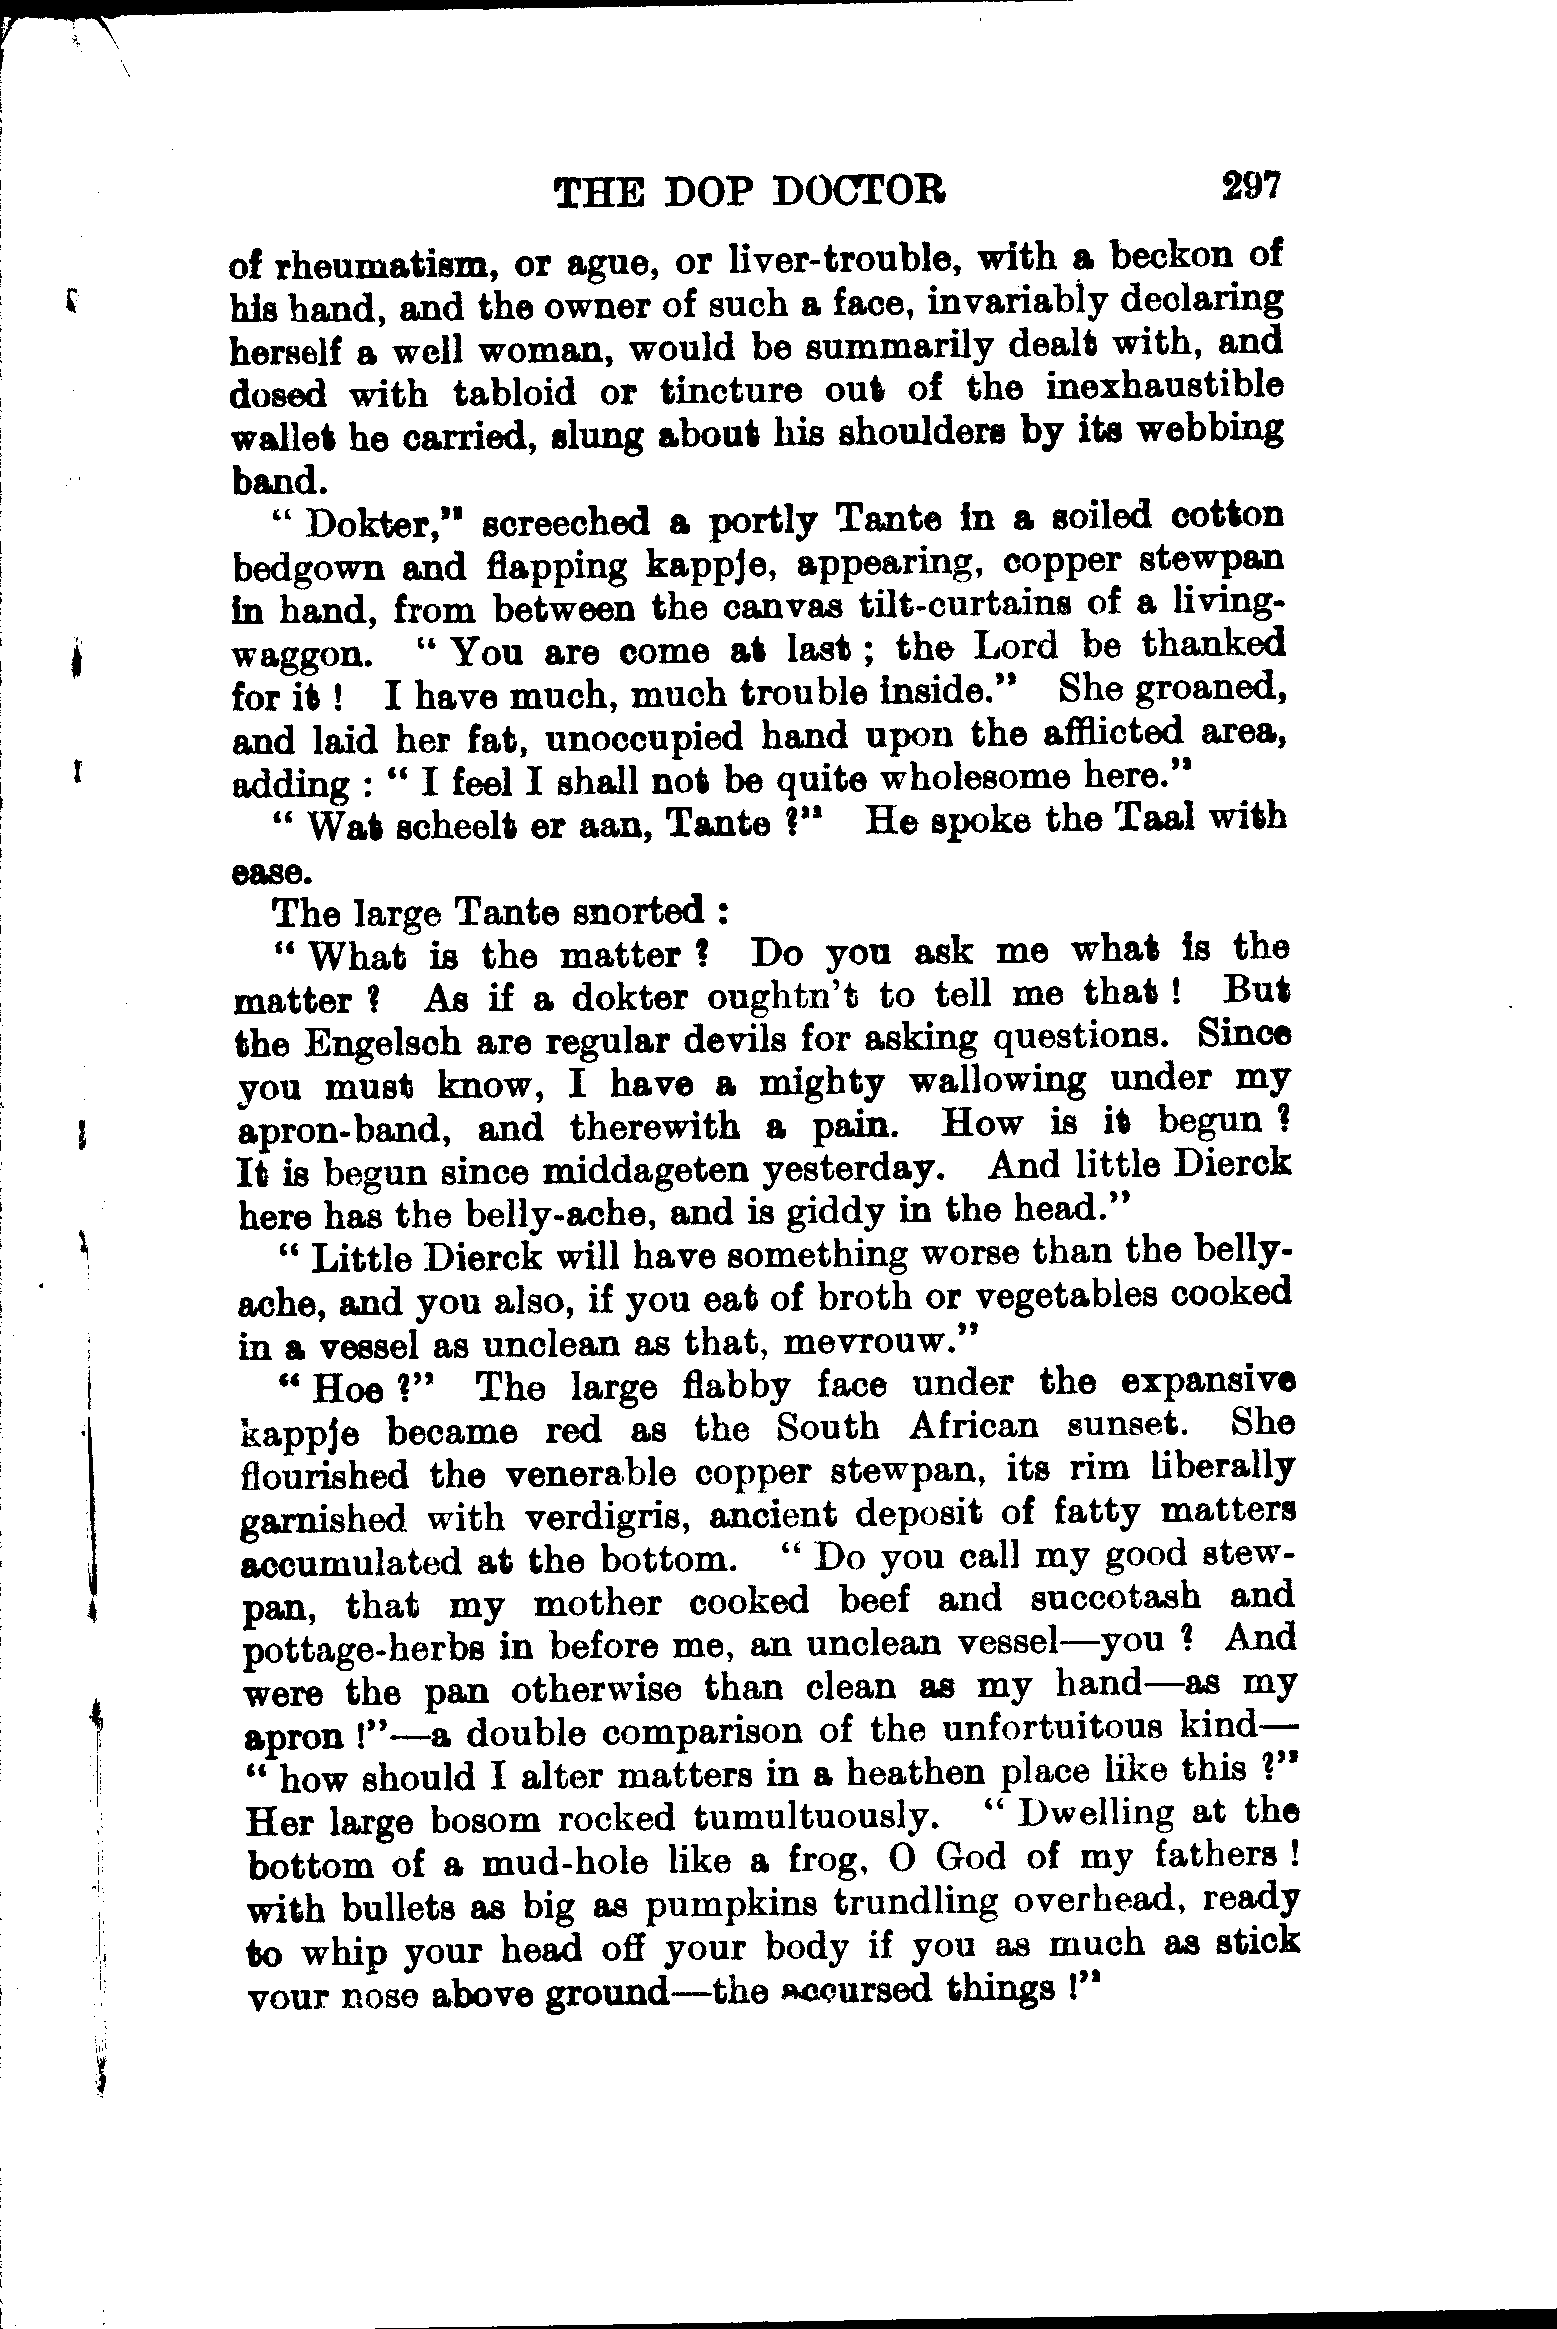 THE DOP DOCTOR 297
of rheumatism, or ague, or liver-trouble, with a beckon of
his hand, and the owner of such a face, invariably declaring
herself a well woman, would be summarily dealt with, and
dosed with tabloid or tincture out of the inexhaustible
wallet he carried, slung about his shoulders by its webbing
band.
" Dokter," screeched a portly Tante in a soiled cotton
bedgown and flapping kappje, appearing, copper stewpan
in hand, from between the canvas tilt-curtains of a living-
waggon. " You are come at last ; the Lord be thanked
for it ! I have much, much trouble inside." She groaned,
and laid her fat, unoccupied hand upon the afflicted area,
adding : " I feel I shall not be quite wholesome here."
" Wat scheelt er aan, Tante ?" He spoke the Taal with
ease.
The large Tante snorted :
" What is the matter ? Do you ask me what is the
matter ? As if a dokter oughtn't to tell me that ! But
the Engelsch are regular devils for asking questions. Since
you must know, I have a mighty wallowing under my
apron-band, and therewith a pain. How is it begun ?
It is begun since middageten yesterday. And little Dierck
here has the belly-ache, and is giddy in the head."
" Little Dierck will have something worse than the belly-
ache, and you also, if you eat of broth or vegetables cooked
in a vessel as unclean as that, mevrouw."
" Hoe ?" The large flabby face under the expansive
kappje became red as the South African sunset. She
flourished the venerable copper stewpan, its rim liberally
garnished with verdigris, ancient deposit of fatty matters
accumulated at the bottom. " Do you call my good stew-
pan, that my mother cooked beef and succotash and
pottage-herbs in before me, an unclean vessel—you ? And
were the pan otherwise than clean as my hand—as my
apron !"—a double comparison of the unfortuitous kind—
" how should I alter matters in a heathen place like this ?"
Her large bosom rocked tumultuously. " Dwelling at the
bottom of a mud-hole like a frog, O God of my fathers !
with bullets as big as pumpkins trundling overhead, ready
to whip your head off your body if you as much as stick
your nose above ground—the accursed things !"